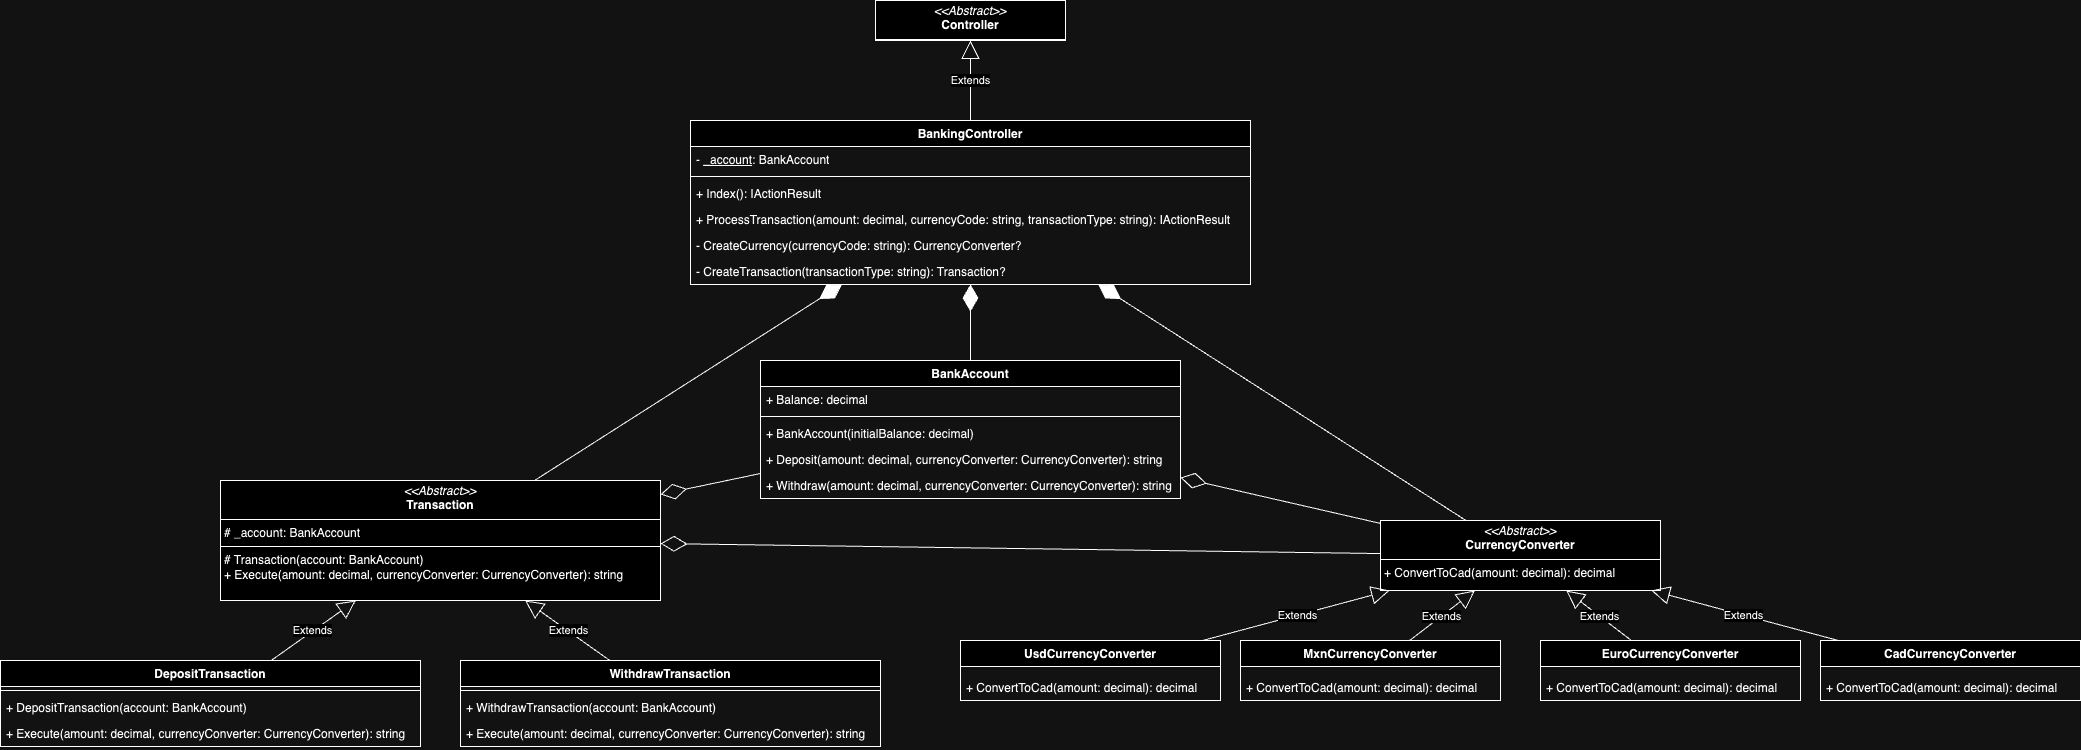 <<Abstract>>
Controller
Extends
BankingController
- _account: BankAccount
+ Index(): IActionResult
+ ProcessTransaction(amount: decimal, currencyCode: string, transactionType: string): IActionResult
- CreateCurrency(currencyCode: string): CurrencyConverter?
- CreateTransaction(transactionType: string): Transaction?
BankAccount
+ Balance: decimal
+ BankAccount(initialBalance: decimal)
+ Deposit(amount: decimal, currencyConverter: CurrencyConverter): string
+ Withdraw(amount: decimal, currencyConverter: CurrencyConverter): string
<<Abstract>>
Transaction
# _account: BankAccount
# Transaction(account: BankAccount)
+ Execute(amount: decimal, currencyConverter: CurrencyConverter): string
<<Abstract>>
CurrencyConverter
+ ConvertToCad(amount: decimal): decimal
Extends
Extends
Extends
Extends
Extends
Extends
DepositTransaction
+ DepositTransaction(account: BankAccount)
+ Execute(amount: decimal, currencyConverter: CurrencyConverter): string
WithdrawTransaction
+ WithdrawTransaction(account: BankAccount)
+ Execute(amount: decimal, currencyConverter: CurrencyConverter): string
UsdCurrencyConverter
+ ConvertToCad(amount: decimal): decimal
MxnCurrencyConverter
+ ConvertToCad(amount: decimal): decimal
EuroCurrencyConverter
+ ConvertToCad(amount: decimal): decimal
CadCurrencyConverter
+ ConvertToCad(amount: decimal): decimal